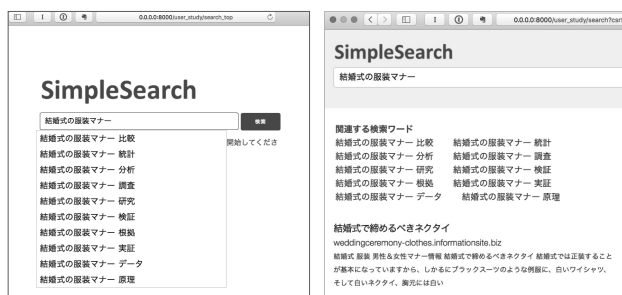 0.0.0.0:8000/user_study/search_top
SimpleSearch
結婚式の服装マナー
検索
結婚式の服装マナー 比較
開始してくださ
結婚式の服装マナー 統計
結婚式の服装マナー 分析
結婚式の服装マナー 調査
結婚式の服装マナー 研究
結婚式の服装マナー 検証
結婚式の服装マナー 根拠
結婚式の服装マナー 実証
結婚式の服装マナー データ
結婚式の服装マナー 原理
0.0.0.0:8000/user_study/search?cart
SimpleSearch
結婚式の服装マナー
関連する検索ワード
結婚式の服装マナー 比較 結婚式の服装マナー 統計
結婚式の服装マナー 分析 結婚式の服装マナー 調査
結婚式の服装マナー 研究 結婚式の服装マナー 検証
結婚式の服装マナー 根拠 結婚式の服装マナー 実証
結婚式の服装マナー データ 結婚式の服装マナー 原理
結婚式で締めるべきネクタイ
weddingceremony-clothes.informationsite.biz
結婚式 服装 男性&女性マナー情報 結婚式で締めるべきネクタイ 結婚式では正装すること
が基本になっていますから、しかるにブラックスーツのような例服に、白いワイシャツ、
そして白いネクタイ、胸元には白い